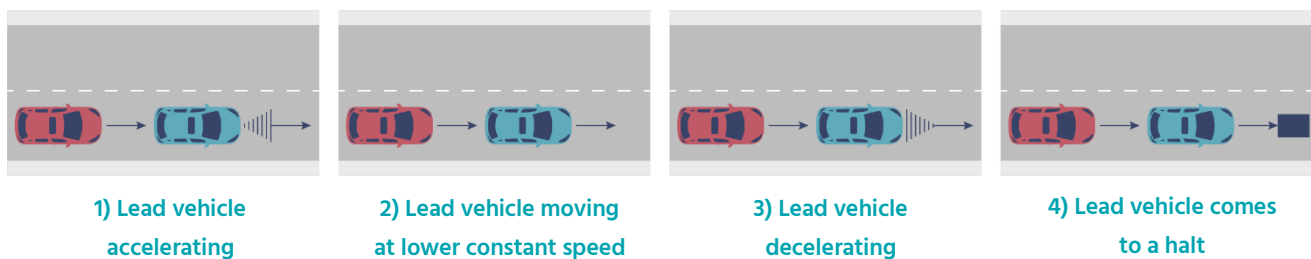 1) Lead vehicle
accelerating
2) Lead vehicle moving
at lower constant speed
3) Lead vehicle
decelerating
4) Lead vehicle comes
to a halt